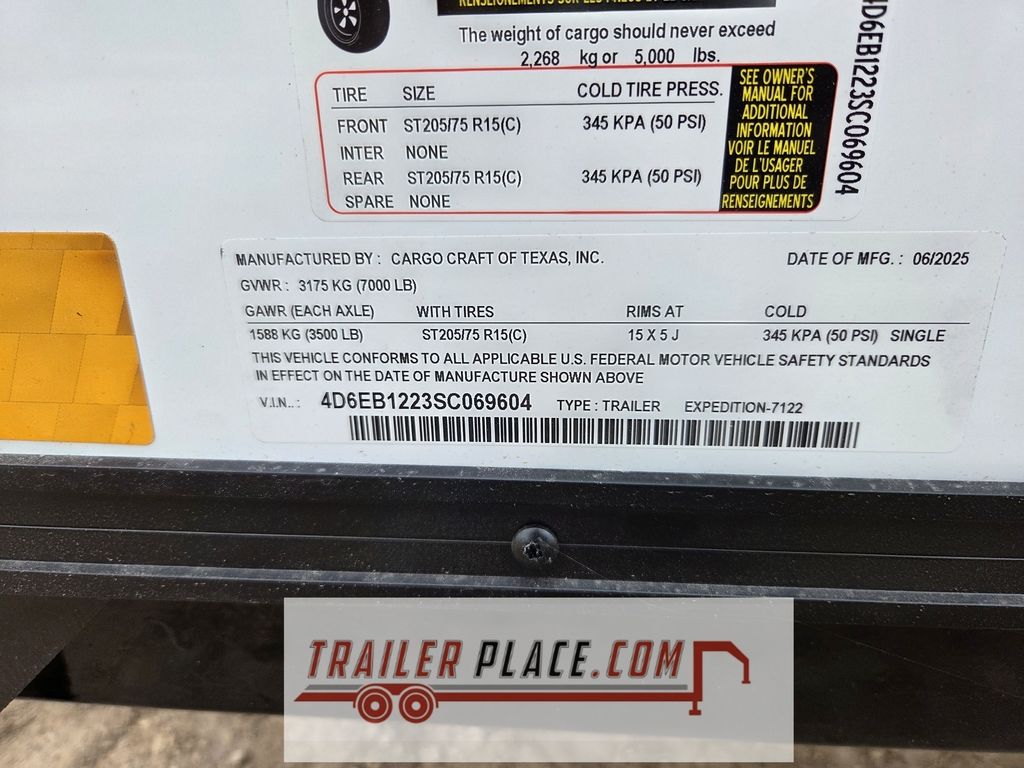 RENSEIGNEMENTS SUR LES PNEUS ET LE
The weight of cargo should never exceed
2,268 kg or 5,000 lbs.
TIRE SIZE COLD TIRE PRESS.
FRONT ST205/75 R15(C) 345 KPA (50 PSI)
INTER NONE
REAR ST205/75 R15(C) 345 KPA (50 PSI)
SPARE NONE
SEE OWNER'S
MANUAL FOR
ADDITIONAL
INFORMATION
VOIR LE MANUEL
DE L'USAGER
POUR PLUS DE
RENSEIGNEMENTS
4D6EB1223SC069604
MANUFACTURED BY : CARGO CRAFT OF TEXAS, INC. DATE OF MFG. : 06/2025
GVWR : 3175 KG (7000 LB)
GAWR (EACH AXLE) WITH TIRES RIMS AT COLD
1588 KG (3500 LB) ST205/75 R15(C) 15 X 5 J 345 KPA (50 PSI) SINGLE
THIS VEHICLE CONFORMS TO ALL APPLICABLE U.S. FEDERAL MOTOR VEHICLE SAFETY STANDARDS
IN EFFECT ON THE DATE OF MANUFACTURE SHOWN ABOVE
V.I.N..: 4D6EB1223SC069604 TYPE : TRAILER EXPEDITION-7122
TRAILER PLACE.COM